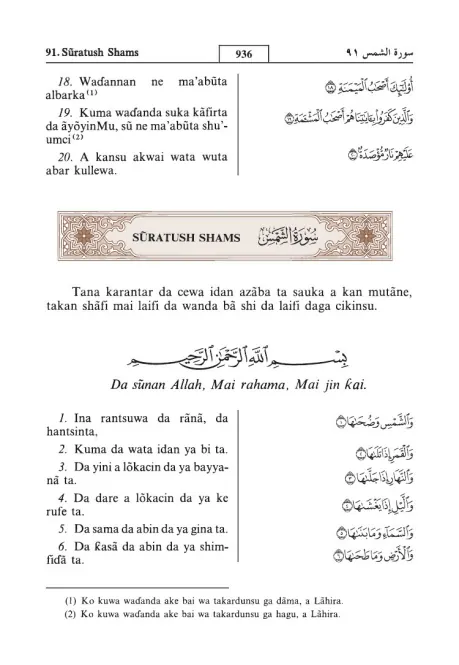 91. Sūratush Shams 936 سورة الشمس ٩١
18. Waɗannan ne ma'abūta
albarka(1)
أُوْلَٰٓئِكَ أَصْحَٰبُ ٱلْمَيْمَنَةِ ١٨
19. Kuma waɗanda suka kāfirta
da āyōyinMu, sū ne ma'abūta shu'-
umci(2)
وَٱلَّذِينَ كَفَرُواْ بِـَٔايَٰتِنَا هُمْ أَصْحَٰبُ ٱلْمَشْـَٔمَةِ ١٩
20. A kansu akwai wata wuta
abar kullewa.
عَلَيْهِمْ نَارٌ مُّؤْصَدَةٌۢ ٢٠
SŪRATUSH SHAMS سُورَةُ الشَّمْسِ
Tana karantar da cewa idan azāba ta sauka a kan mutāne,
takan shāfi mai laifi da wanda bā shi da laifi daga cikinsu.
بِسْمِ ٱللَّهِ ٱلرَّحْمَٰنِ ٱلرَّحِيمِ
Da sūnan Allah, Mai rahama, Mai jin ƙai.
1. Ina rantsuwa da rānā, da
hantsinta,
وَٱلشَّمْسِ وَضُحَىٰهَا ١
2. Kuma da wata idan ya bi ta.
وَٱلْقَمَرِ إِذَا تَلَىٰهَا ٢
3. Da yini a lōkacin da ya bayya-
nā ta.
وَٱلنَّهَارِ إِذَا جَلَّىٰهَا ٣
4. Da dare a lōkacin da ya ke
rufe ta.
وَٱلَّيْلِ إِذَا يَغْشَىٰهَا ٤
5. Da sama da abin da ya gina ta.
وَٱلسَّمَآءِ وَمَا بَنَىٰهَا ٥
6. Da ƙasā da abin da ya shim-
fiɗā ta.
وَٱلْأَرْضِ وَمَا طَحَىٰهَا ٦
(1) Ko kuwa waɗanda ake bai wa takardunsu ga dāma, a Lāhira.
(2) Ko kuwa waɗanda ake bai wa takardunsu ga hagu, a Lāhira.